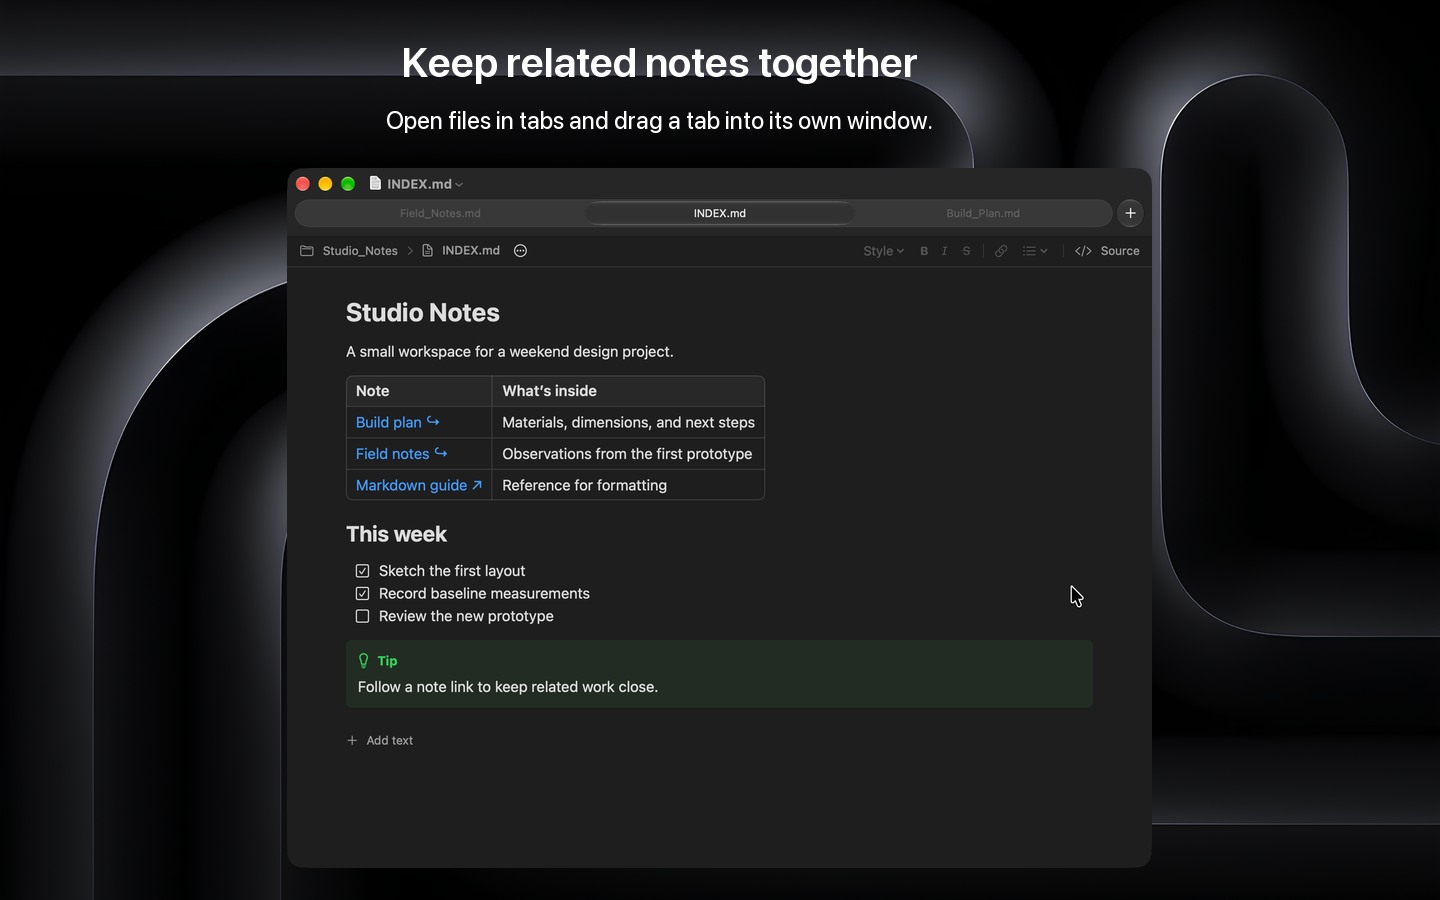 Keep related notes together
Open files in tabs and drag a tab into its own window.
INDEX.md
Field_Notes.md INDEX.md Build_Plan.md +
Studio_Notes > INDEX.md Style B I S </> Source
Studio Notes
A small workspace for a weekend design project.
Note What's inside
Build plan ↪ Materials, dimensions, and next steps
Field notes ↪ Observations from the first prototype
Markdown guide ↗ Reference for formatting
This week
Sketch the first layout
Record baseline measurements
Review the new prototype
Tip
Follow a note link to keep related work close.
+ Add text